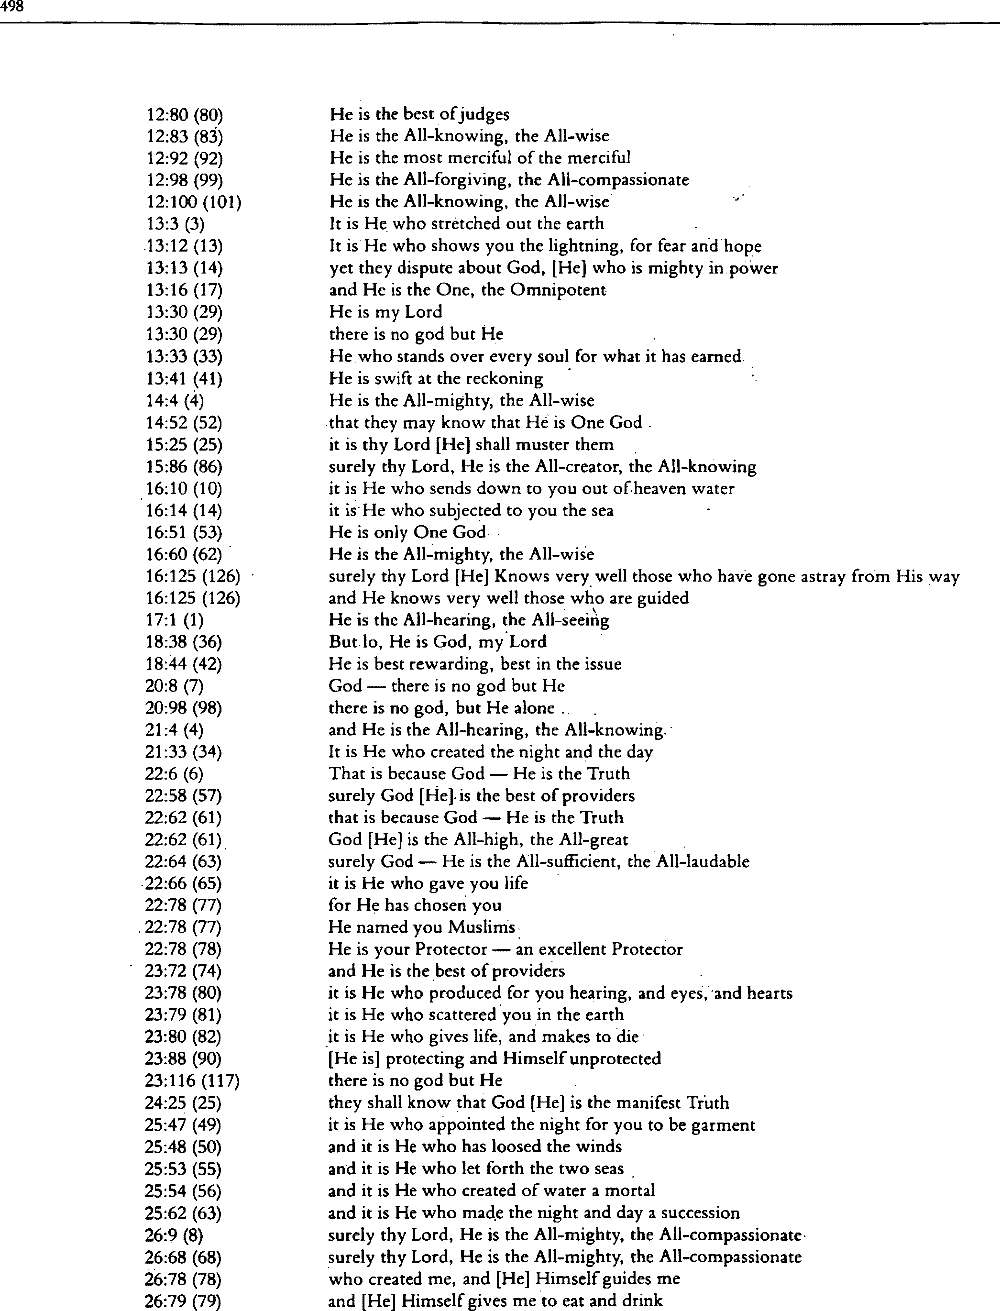 498
12:80 (80) He is the best of judges
12:83 (83) He is the All-knowing, the All-wise
12:92 (92) He is the most merciful of the merciful
12:98 (99) He is the All-forgiving, the All-compassionate
12:100 (101) He is the All-knowing, the All-wise
13:3 (3) It is He who stretched out the earth
13:12 (13) It is He who shows you the lightning, for fear and hope
13:13 (14) yet they dispute about God, [He] who is mighty in power
13:16 (17) and He is the One, the Omnipotent
13:30 (29) He is my Lord
13:30 (29) there is no god but He
13:33 (33) He who stands over every soul for what it has earned
13:41 (41) He is swift at the reckoning
14:4 (4) He is the All-mighty, the All-wise
14:52 (52) that they may know that He is One God
15:25 (25) it is thy Lord [He] shall muster them
15:86 (86) surely thy Lord, He is the All-creator, the All-knowing
16:10 (10) it is He who sends down to you out of heaven water
16:14 (14) it is He who subjected to you the sea
16:51 (53) He is only One God
16:60 (62) He is the All-mighty, the All-wise
16:125 (126) surely thy Lord [He] Knows very well those who have gone astray from His way
16:125 (126) and He knows very well those who are guided
17:1 (1) He is the All-hearing, the All-seeing
18:38 (36) But lo, He is God, my Lord
18:44 (42) He is best rewarding, best in the issue
20:8 (7) God — there is no god but He
20:98 (98) there is no god, but He alone
21:4 (4) and He is the All-hearing, the All-knowing.
21:33 (34) It is He who created the night and the day
22:6 (6) That is because God — He is the Truth
22:58 (57) surely God [He] is the best of providers
22:62 (61) that is because God — He is the Truth
22:62 (61) God [He] is the All-high, the All-great
22:64 (63) surely God — He is the All-sufficient, the All-laudable
22:66 (65) it is He who gave you life
22:78 (77) for He has chosen you
22:78 (77) He named you Muslims
22:78 (78) He is your Protector — an excellent Protector
23:72 (74) and He is the best of providers
23:78 (80) it is He who produced for you hearing, and eyes, and hearts
23:79 (81) it is He who scattered you in the earth
23:80 (82) it is He who gives life, and makes to die
23:88 (90) [He is] protecting and Himself unprotected
23:116 (117) there is no god but He
24:25 (25) they shall know that God [He] is the manifest Truth
25:47 (49) it is He who appointed the night for you to be garment
25:48 (50) and it is He who has loosed the winds
25:53 (55) and it is He who let forth the two seas
25:54 (56) and it is He who created of water a mortal
25:62 (63) and it is He who made the night and day a succession
26:9 (8) surely thy Lord, He is the All-mighty, the All-compassionate
26:68 (68) surely thy Lord, He is the All-mighty, the All-compassionate
26:78 (78) who created me, and [He] Himself guides me
26:79 (79) and [He] Himself gives me to eat and drink